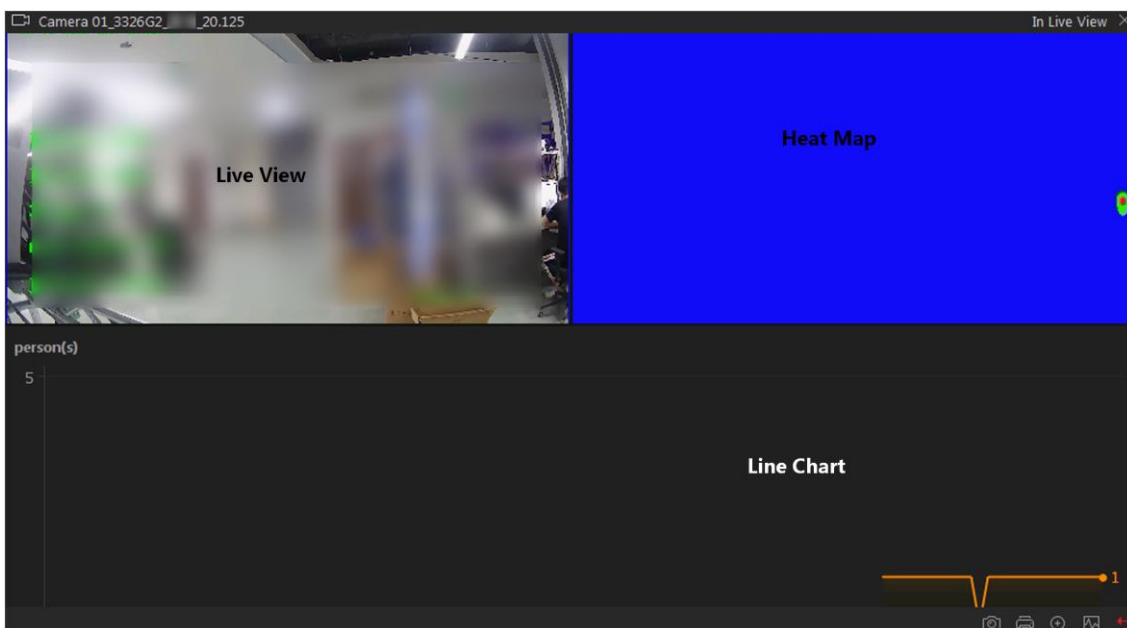 Camera 01_3326G2_ _20.125
In Live View
Live View
Heat Map
person(s)
5
Line Chart
1